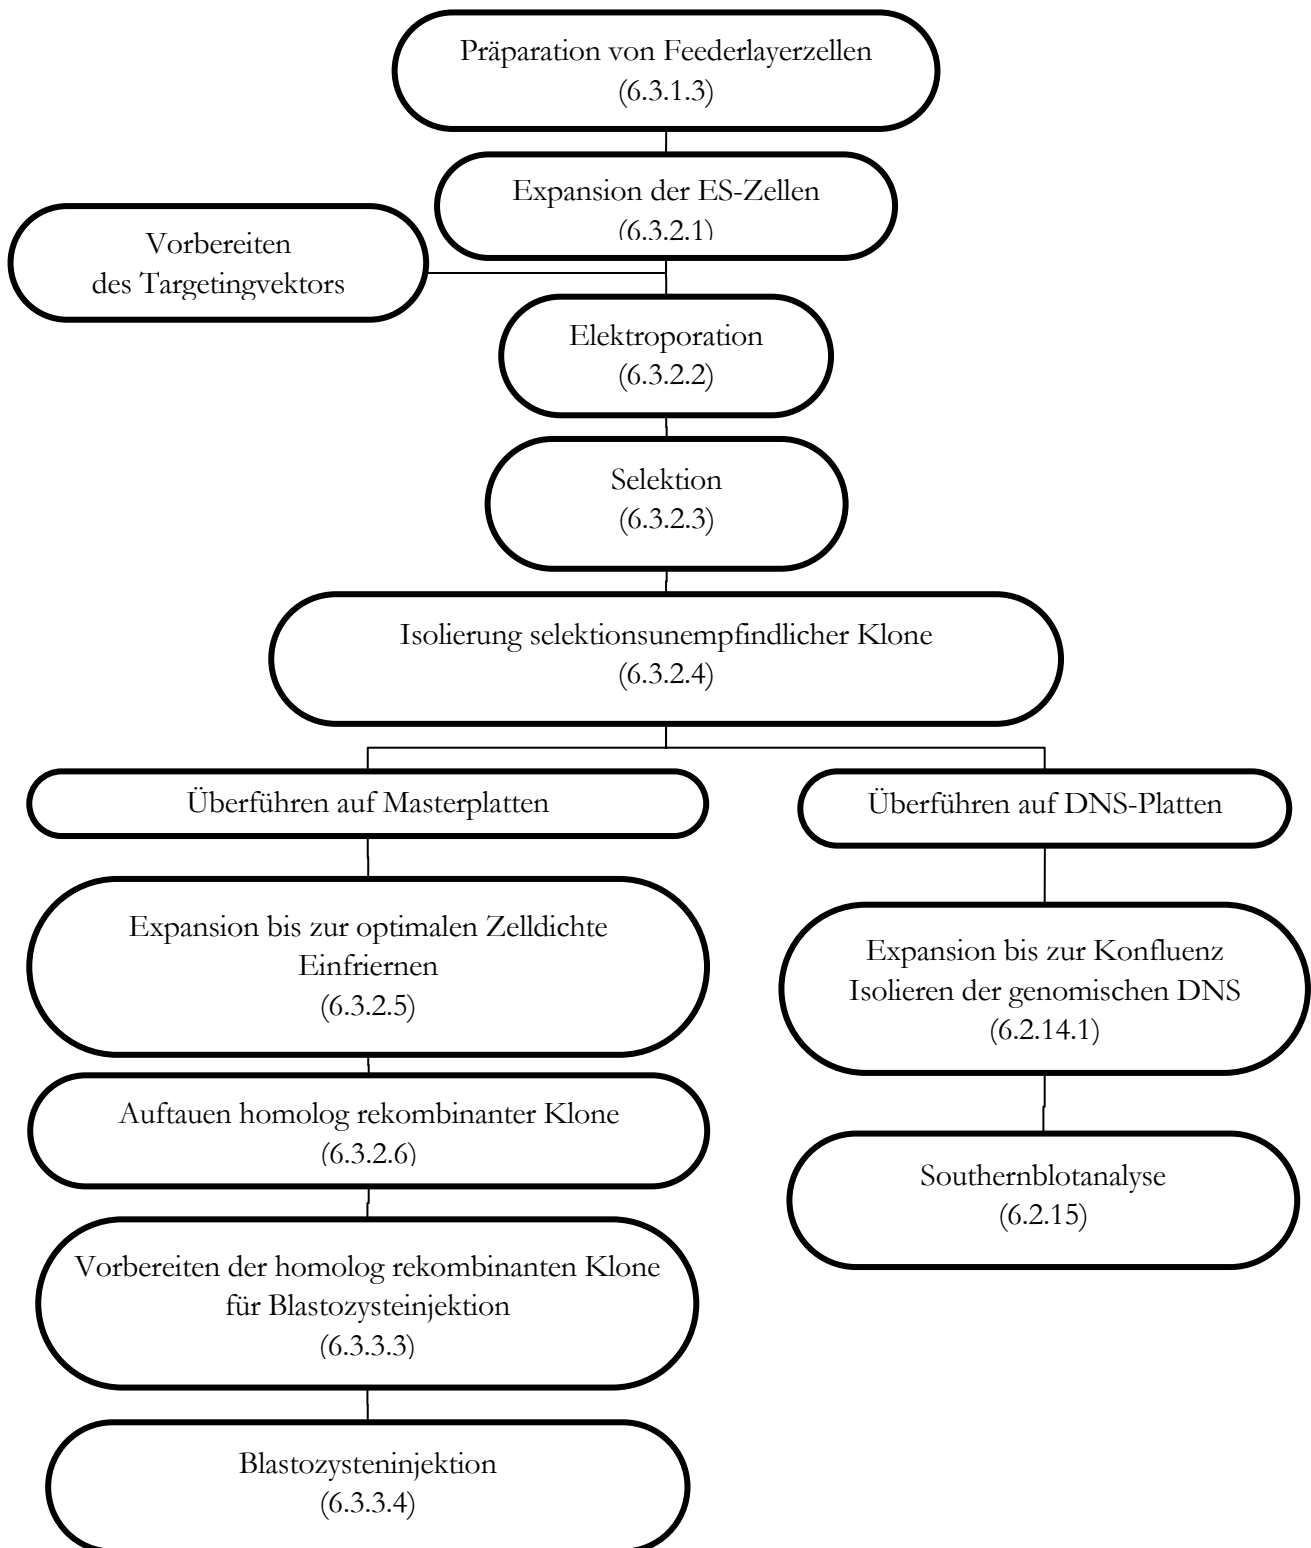 Präparation von Feederlayerzellen
(6.3.1.3)
Expansion der ES-Zellen
(6.3.2.1)
Vorbereiten
des Targetingvektors
Elektroporation
(6.3.2.2)
Selektion
(6.3.2.3)
Isolierung selektionsunempfindlicher Klone
(6.3.2.4)
Überführen auf Masterplatten
Überführen auf DNS-Platten
Expansion bis zur optimalen Zelldichte
Einfriernen
(6.3.2.5)
Expansion bis zur Konfluenz
Isolieren der genomischen DNS
(6.2.14.1)
Auftauen homolog rekombinanter Klone
(6.3.2.6)
Southernblotanalyse
(6.2.15)
Vorbereiten der homolog rekombinanten Klone
für Blastozysteinjektion
(6.3.3.3)
Blastozysteninjektion
(6.3.3.4)